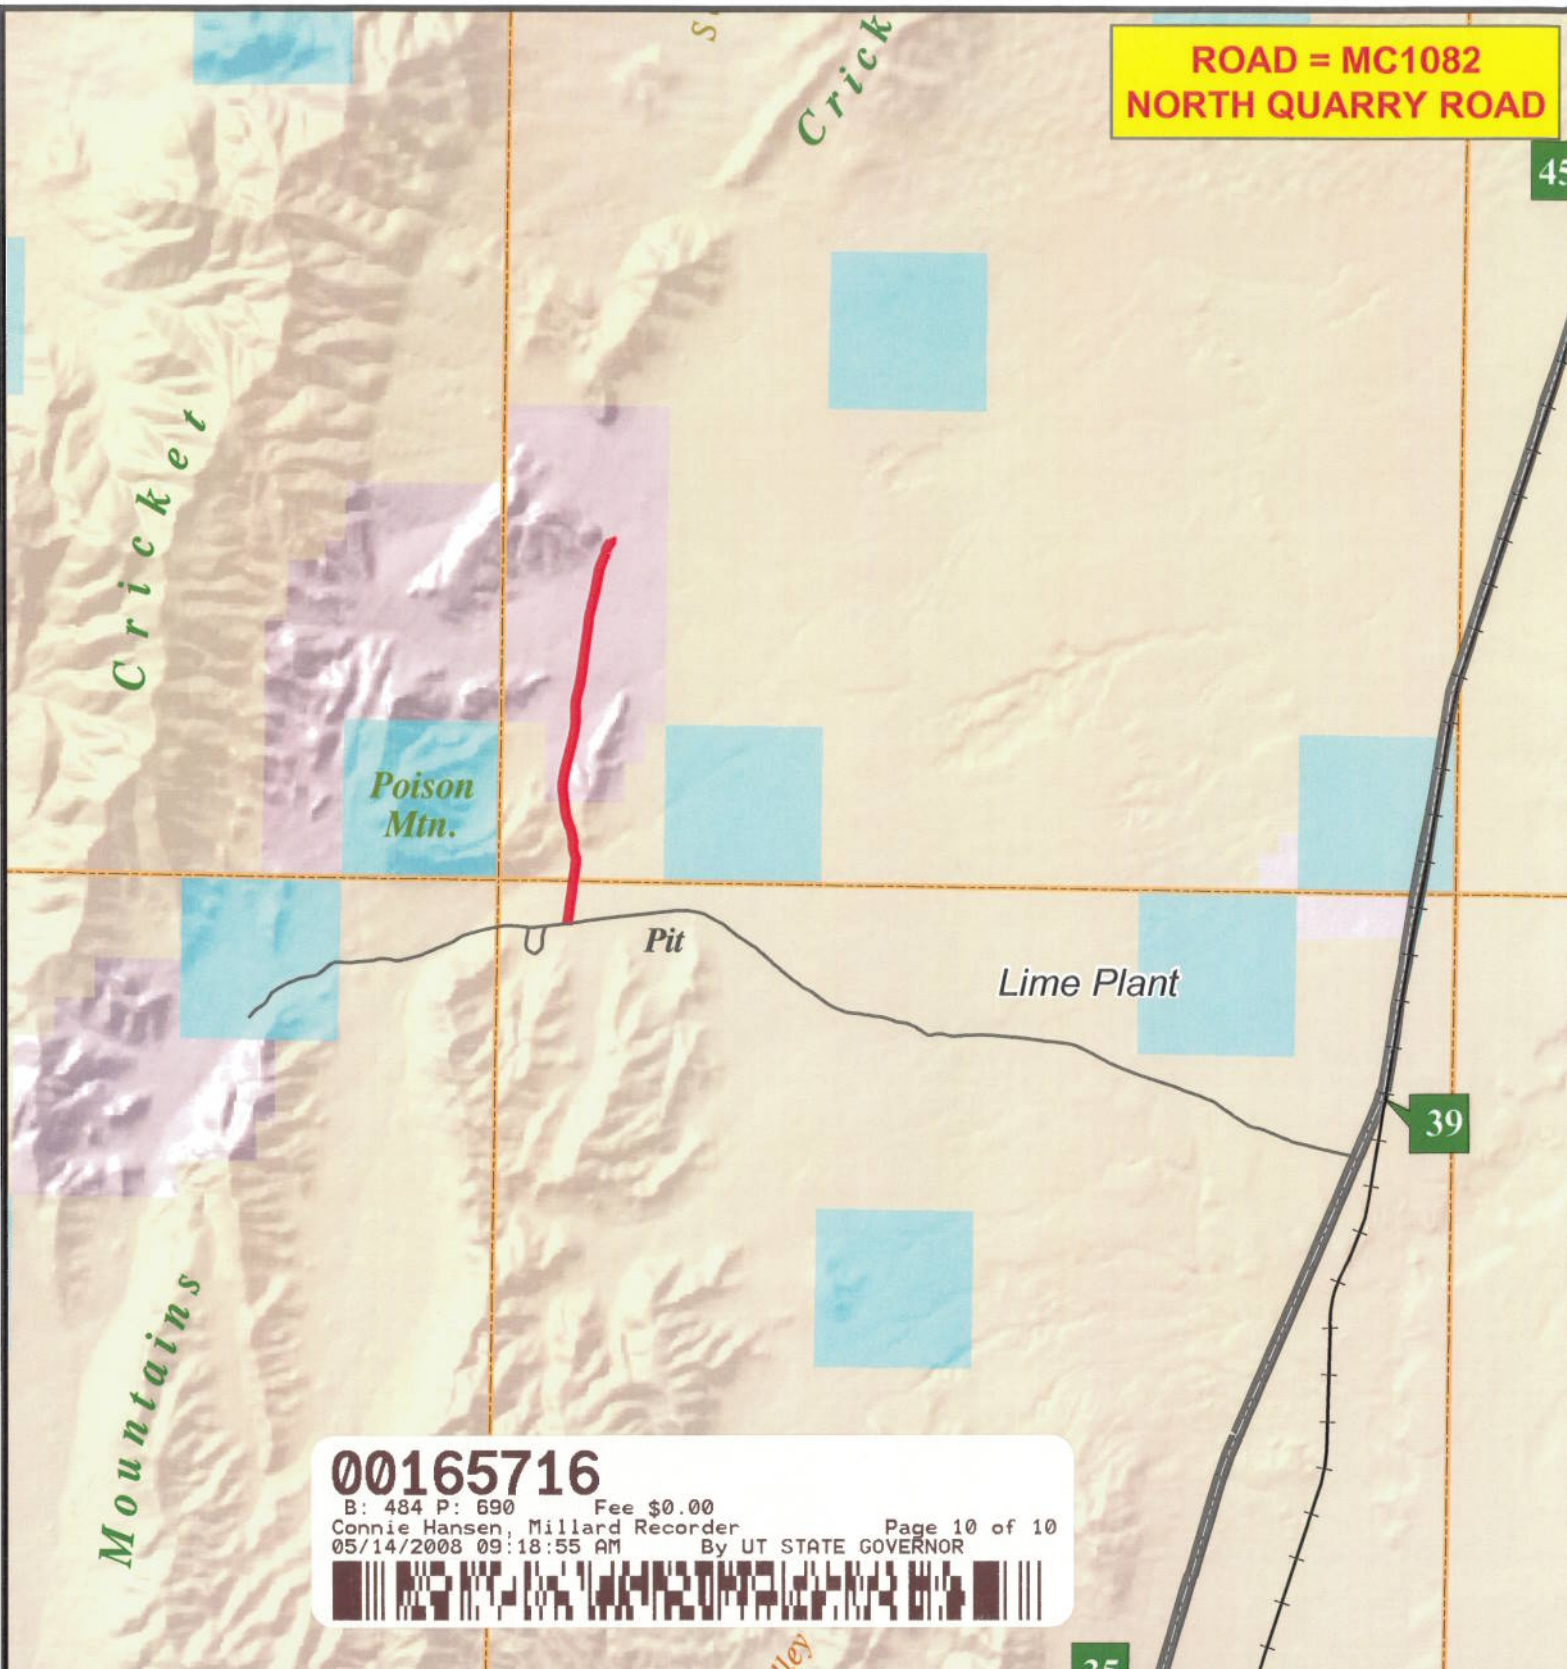 Crick
ROAD = MC1082
NORTH QUARRY ROAD
45
Cricket
Poison
Mtn.
Pit
Lime Plant
39
Mountains
00165716
B: 484 P: 690 Fee $0.00
Connie Hansen, Millard Recorder Page 10 of 10
05/14/2008 09:18:55 AM By UT STATE GOVERNOR
lley
35